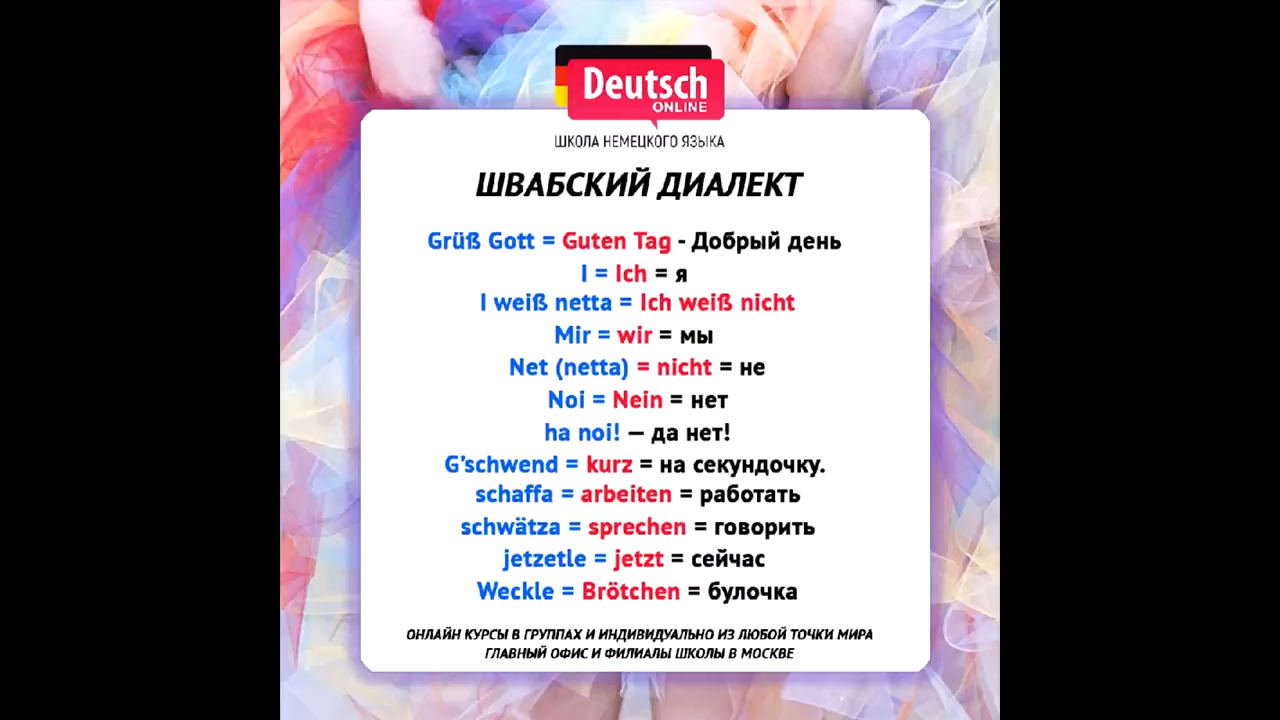 Deutsch
ONLINE
ШКОЛА НЕМЕЦКОГО ЯЗЫКА
ШВАБСКИЙ ДИАЛЕКТ
Grüß Gott = Guten Tag - Добрый день
I = Ich = я
I weiß netta = Ich weiß nicht
Mir = wir = мы
Net (netta) = nicht = не
Noi = Nein = нет
ha noi! — да нет!
G'schwend = kurz = на секундочку.
schaffa = arbeiten = работать
schwätza = sprechen = говорить
jetzetle = jetzt = сейчас
Weckle = Brötchen = булочка
ОНЛАЙН КУРСЫ В ГРУППАХ И ИНДИВИДУАЛЬНО ИЗ ЛЮБОЙ ТОЧКИ МИРА
ГЛАВНЫЙ ОФИС И ФИЛИАЛЫ ШКОЛЫ В МОСКВЕ